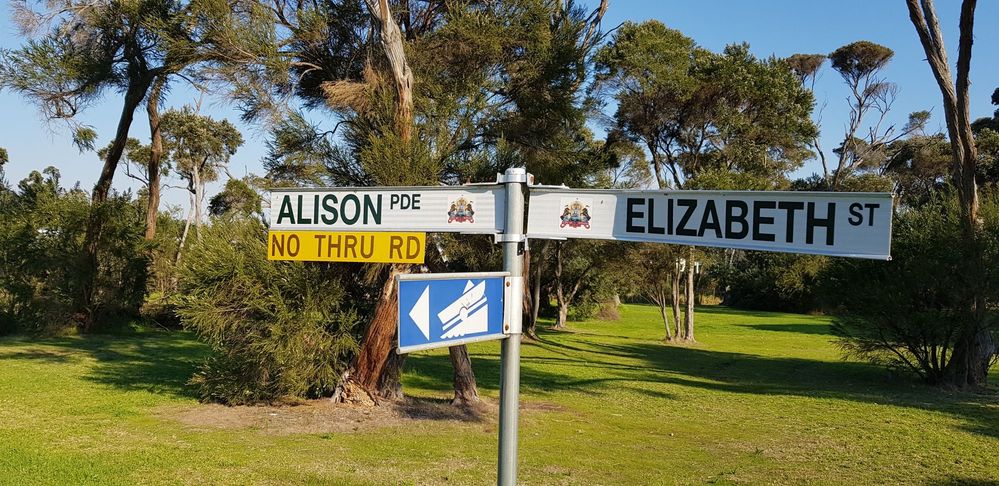 ALISON PDE
NO THRU RD
ELIZABETH ST